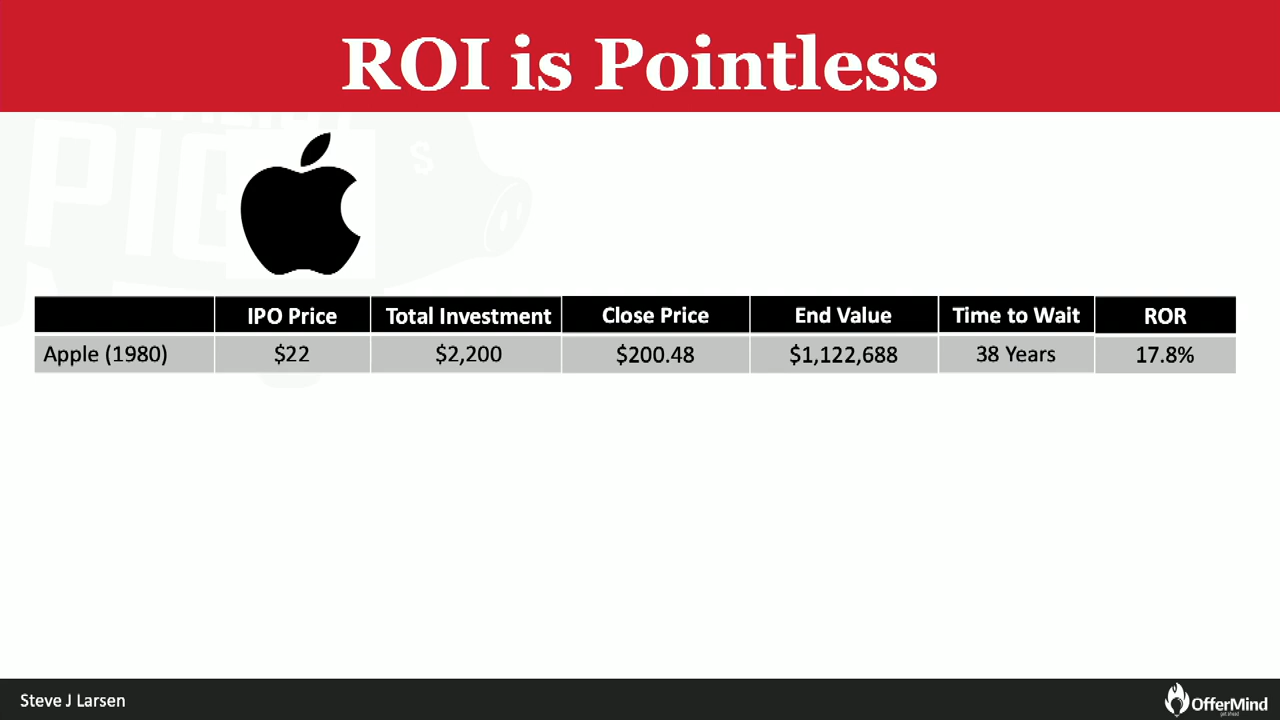 ROI is Pointless
PIG
$
IPO Price Total Investment Close Price End Value Time to Wait ROR
Apple (1980) $22 $2,200 $200.48 $1,122,688 38 Years 17.8%
Steve J Larsen
OfferMind